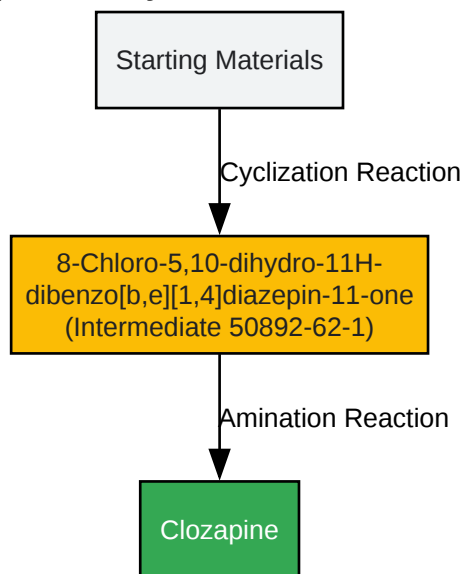 Starting Materials
Cyclization Reaction
8-Chloro-5,10-dihydro-11H-
dibenzo[b,e][1,4]diazepin-11-one
(Intermediate 50892-62-1)
Amination Reaction
Clozapine